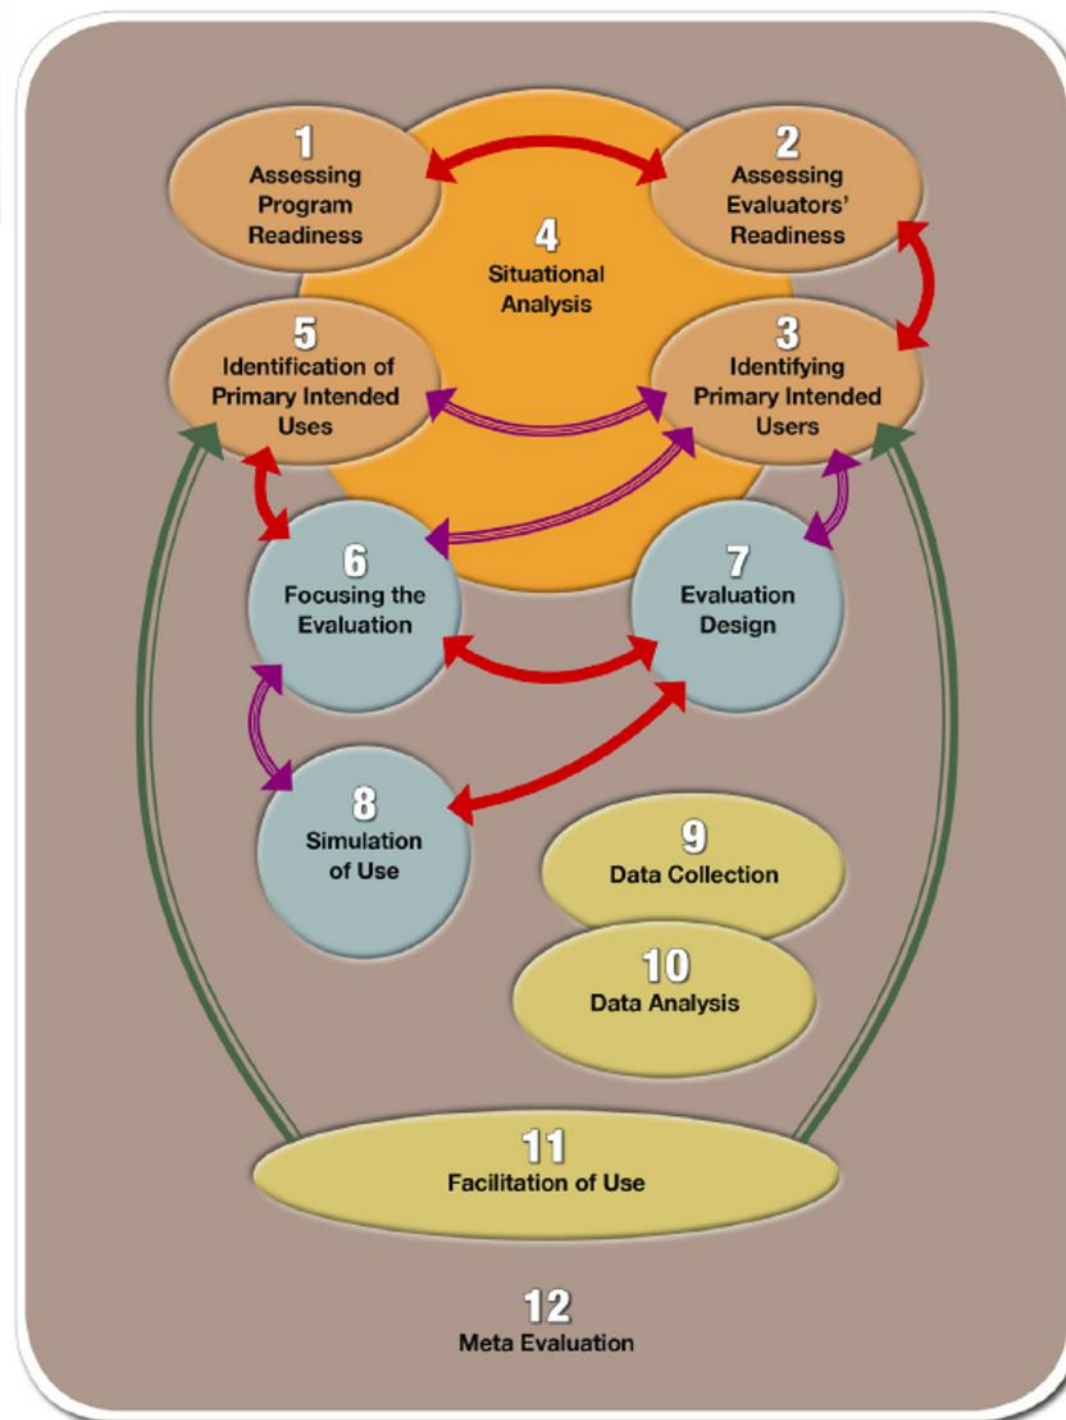 1
Assessing
Program
Readiness
2
Assessing
Evaluators’
Readiness
4
Situational
Analysis
5
Identification of
Primary Intended
Uses
3
Identifying
Primary Intended
Users
6
Focusing the
Evaluation
7
Evaluation
Design
8
Simulation
of Use
9
Data Collection
10
Data Analysis
11
Facilitation of Use
12
Meta Evaluation